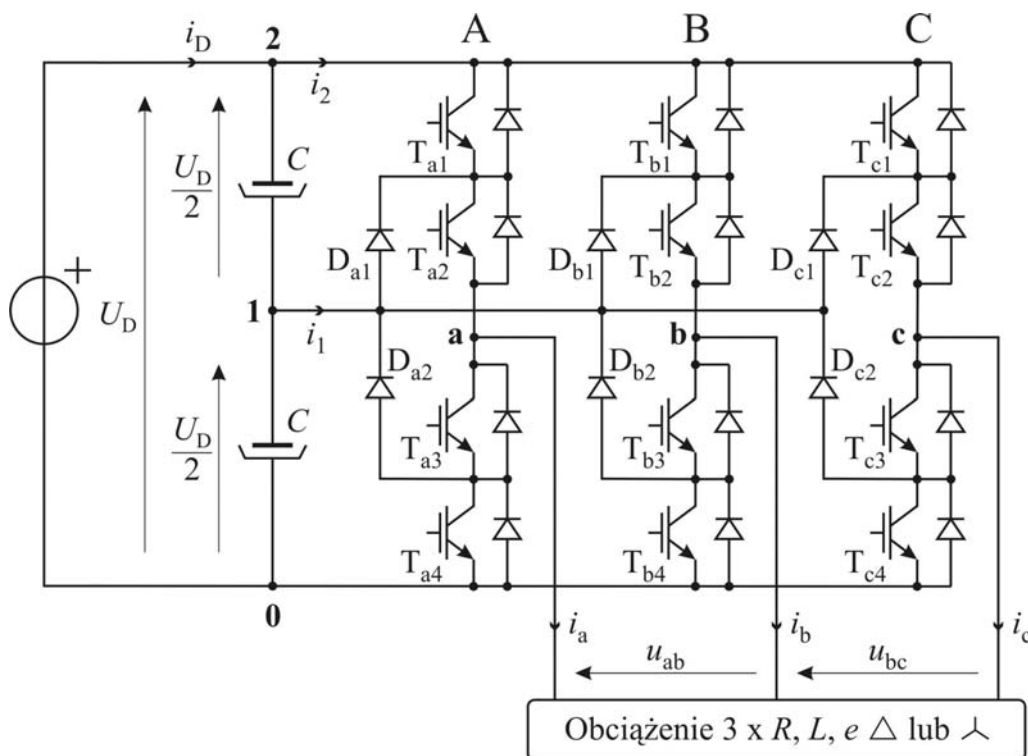 i_D 2 i_2 A B C
U_D/2 C T_a1 T_b1 T_c1
U_D D_a1 T_a2 D_b1 T_b2 D_c1 T_c2
+
1 i_1 a b c
U_D/2 C D_a2 T_a3 D_b2 T_b3 D_c2 T_c3
T_a4 T_b4 T_c4
0
i_a i_b i_c
u_ab u_bc
Obciążenie 3 x R, L, e △ lub ⅄